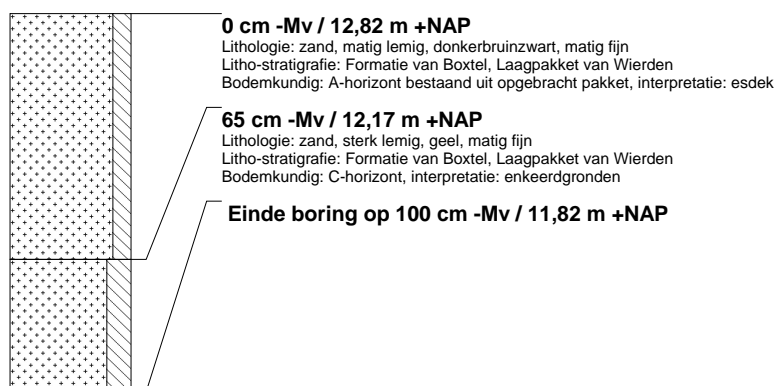 0 cm -Mv / 12,82 m +NAP
Lithologie: zand, matig lemig, donkerbruinzwart, matig fijn
Litho-stratigrafie: Formatie van Boxtel, Laagpakket van Wierden
Bodemkundig: A-horizont bestaand uit opgebracht pakket, interpretatie: esdek
65 cm -Mv / 12,17 m +NAP
Lithologie: zand, sterk lemig, geel, matig fijn
Litho-stratigrafie: Formatie van Boxtel, Laagpakket van Wierden
Bodemkundig: C-horizont, interpretatie: enkeerdgronden
Einde boring op 100 cm -Mv / 11,82 m +NAP